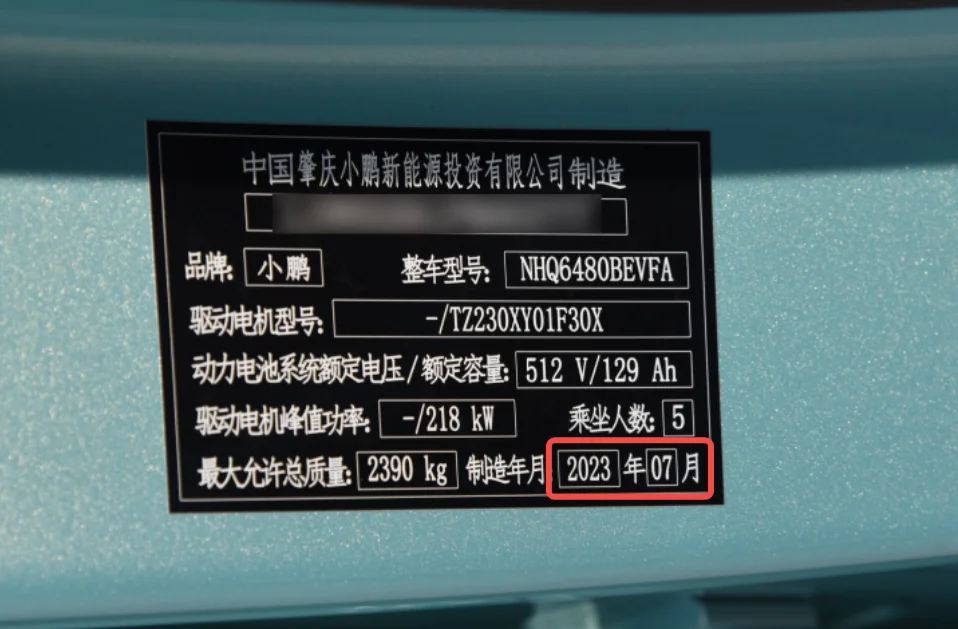 中国肇庆小鹏新能源投资有限公司制造
品牌: 小鹏 整车型号: NHQ6480BEVFA
驱动电机型号: -/TZ230XY01F30X
动力电池系统额定电压/额定容量: 512 V/129 Ah
驱动电机峰值功率: -/218 kW 乘坐人数: 5
最大允许总质量: 2390 kg 制造年月: 2023 年 07 月